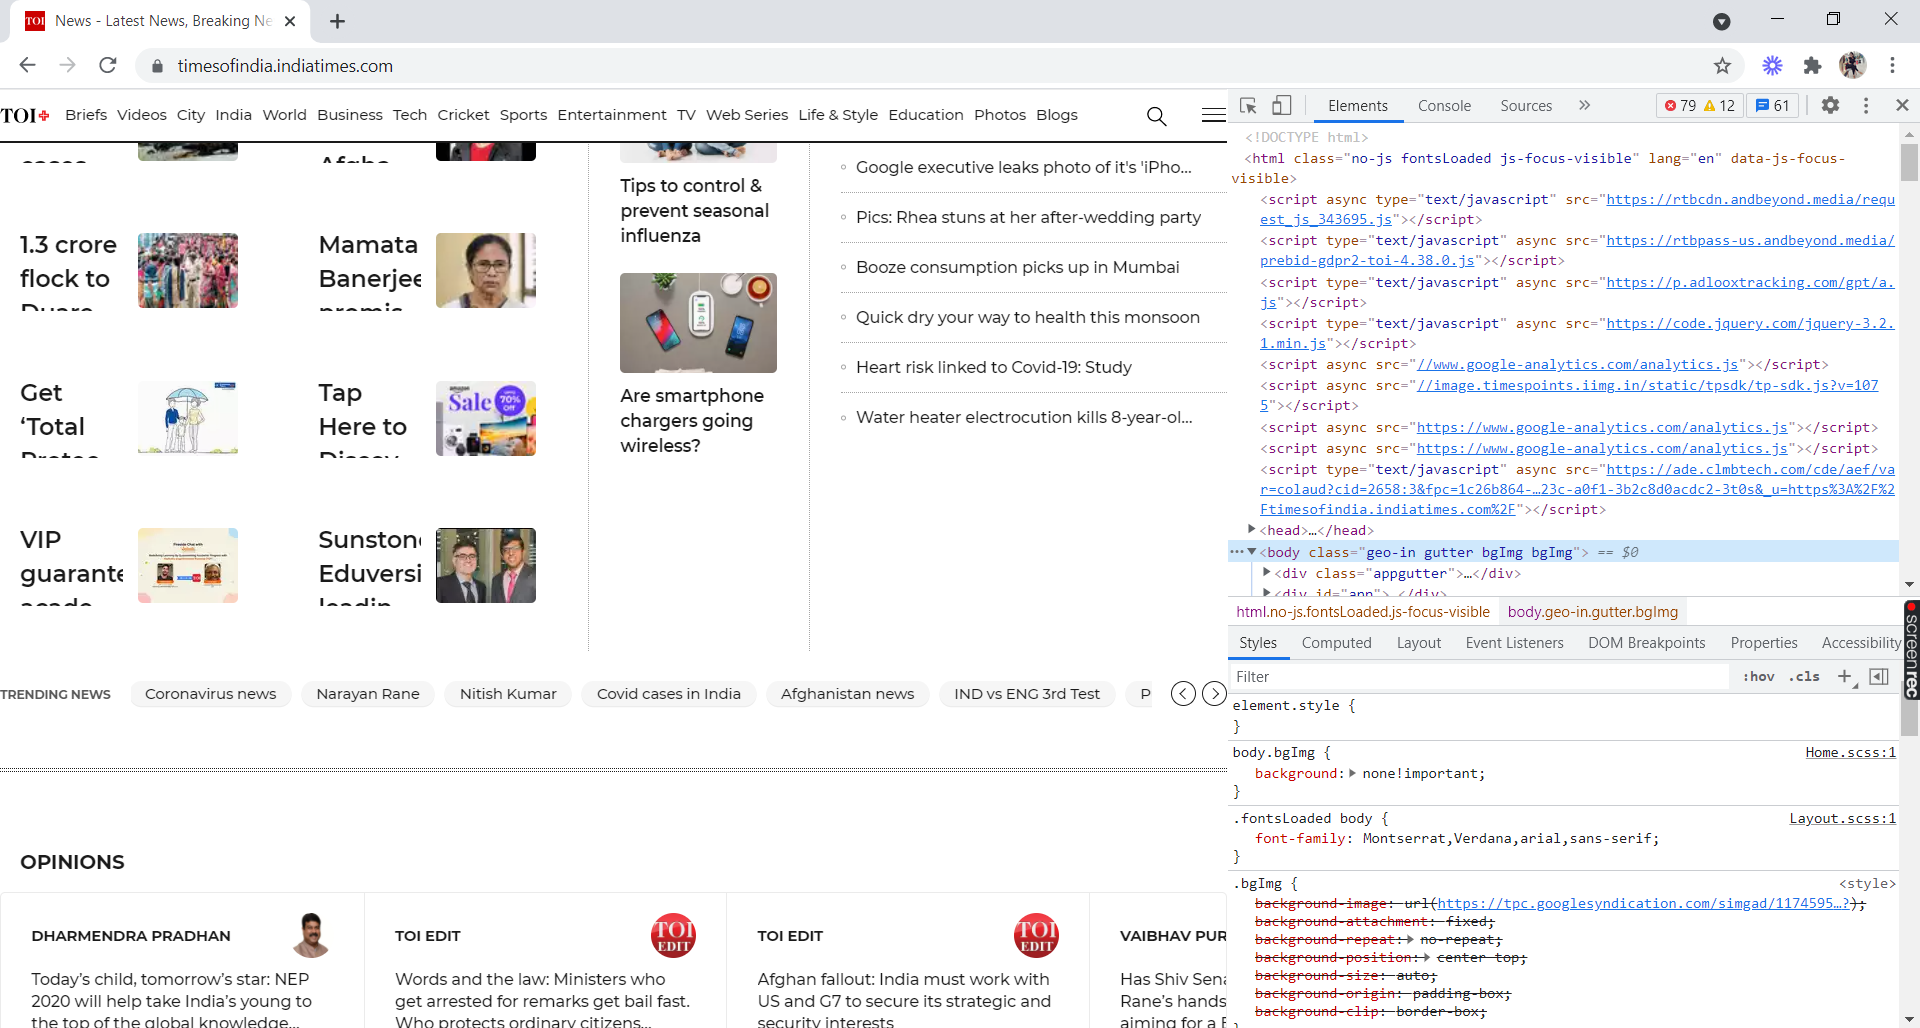 TOI News - Latest News, Breaking Ne
timesofindia.indiatimes.com
TOI+ Briefs Videos City India World Business Tech Cricket Sports Entertainment TV Web Series Life & Style Education Photos Blogs
1.3 crore
flock to
Mamata
Banerjee
Get
‘Total
Tap
Here to
VIP
Sunstone
Tips to control &
prevent seasonal
influenza
Are smartphone
chargers going
wireless?
amazon
Sale
UPTO
70%
Off
Google executive leaks photo of it's 'iPho...
Pics: Rhea stuns at her after-wedding party
Booze consumption picks up in Mumbai
Quick dry your way to health this monsoon
Heart risk linked to Covid-19: Study
Water heater electrocution kills 8-year-ol...
TRENDING NEWS Coronavirus news Narayan Rane Nitish Kumar Covid cases in India Afghanistan news IND vs ENG 3rd Test P
OPINIONS
DHARMENDRA PRADHAN
Today’s child, tomorrow’s star: NEP
2020 will help take India’s young to
the top of the global knowledge...
TOI EDIT
TOI
EDIT
Words and the law: Ministers who
get arrested for remarks get bail fast.
Who protects ordinary citizens...
TOI EDIT
TOI
EDIT
Afghan fallout: India must work with
US and G7 to secure its strategic and
security interests
VAIBHAV PUR
Has Shiv Sena
Rane’s hands
aiming for a B
Elements Console Sources » 79 12 61
<!DOCTYPE html>
<html class="no-js fontsLoaded js-focus-visible" lang="en" data-js-focus-
visible>
<script async type="text/javascript" src="https://rtbcdn.andbeyond.media/requ
est_js_343695.js"></script>
<script type="text/javascript" async src="https://rtbpass-us.andbeyond.media/
prebid-gdpr2-toi-4.38.0.js"></script>
<script type="text/javascript" async src="https://p.adlooxtracking.com/gpt/a.
js"></script>
<script type="text/javascript" async src="https://code.jquery.com/jquery-3.2.
1.min.js"></script>
<script async src="//www.google-analytics.com/analytics.js"></script>
<script async src="//image.timespoints.iimg.in/static/tpsdk/tp-sdk.js?v=107
5"></script>
<script async src="https://www.google-analytics.com/analytics.js"></script>
<script async src="https://www.google-analytics.com/analytics.js"></script>
<script type="text/javascript" async src="https://ade.clmbtech.com/cde/aef/va
r=colaud?cid=2658:3&fpc=1c26b864-…23c-a0f1-3b2c8d0acdc2-3t0s&_u=https%3A%2F%2
Ftimesofindia.indiatimes.com%2F"></script>
<head>…</head>
<body class="geo-in gutter bgImg bgImg"> == $0
<div class="appgutter">…</div>
<div id="app">…</div>
html.no-js.fontsLoaded.js-focus-visible body.geo-in.gutter.bgImg
Styles Computed Layout Event Listeners DOM Breakpoints Properties Accessibility
Filter :hov .cls +
element.style {
}
body.bgImg { Home.scss:1
background: none!important;
}
.fontsLoaded body { Layout.scss:1
font-family: Montserrat,Verdana,arial,sans-serif;
}
.bgImg { <style>
background-image: url(https://tpc.googlesyndication.com/simgad/1174595…?);
background-attachment: fixed;
background-repeat: no-repeat;
background-position: center top;
background-size: auto;
background-origin: padding-box;
background-clip: border-box;
screenrec